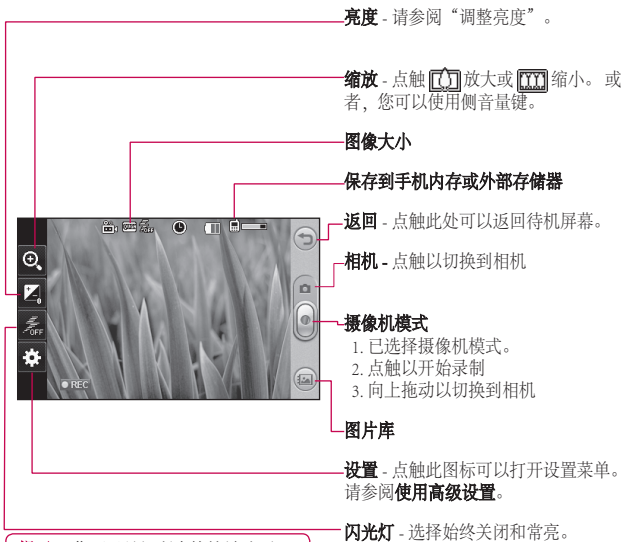 亮度 - 请参阅“调整亮度”。
缩放 - 点触 放大或 缩小。 或
者，您可以使用侧音量键。
图像大小
保存到手机内存或外部存储器
返回 - 点触此处可以返回待机屏幕。
相机 - 点触以切换到相机
摄像机模式
1. 已选择摄像机模式。
2. 点触以开始录制
3. 向上拖动以切换到相机
图片库
设置 - 点触此图标可以打开设置菜单。
请参阅使用高级设置。
闪光灯 - 选择始终关闭和常亮。
OFF
0
OFF
REC